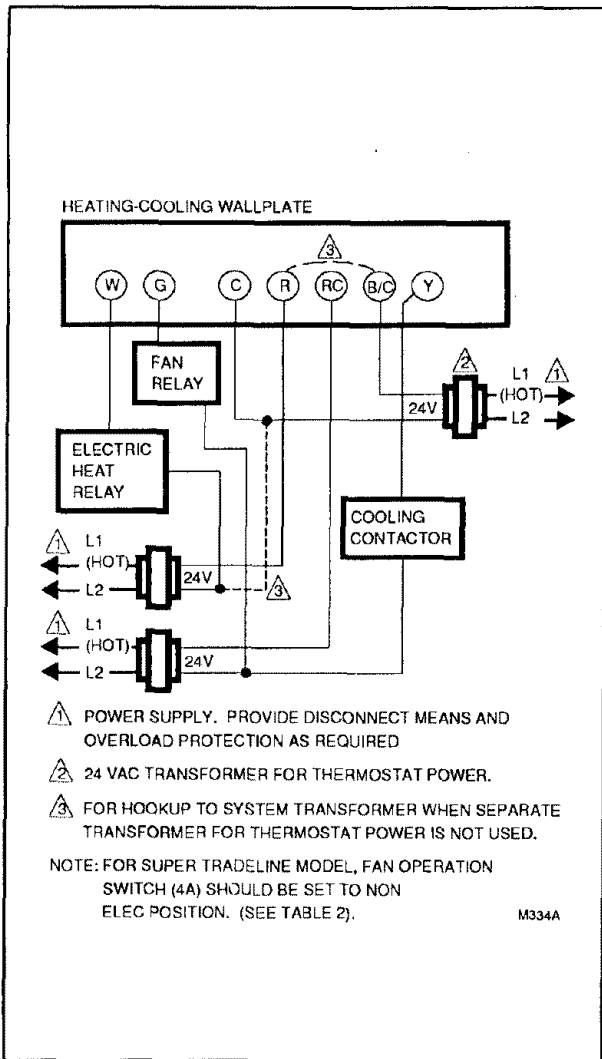 HEATING-COOLING WALLPLATE
3
W G C R RC B/C Y
FAN
RELAY
2
L1 1
(HOT)
24V
L2
ELECTRIC
HEAT
RELAY
COOLING
CONTACTOR
1 L1
(HOT)
24V
L2
3
1 L1
(HOT)
24V
L2
1 POWER SUPPLY. PROVIDE DISCONNECT MEANS AND
OVERLOAD PROTECTION AS REQUIRED
2 24 VAC TRANSFORMER FOR THERMOSTAT POWER.
3 FOR HOOKUP TO SYSTEM TRANSFORMER WHEN SEPARATE
TRANSFORMER FOR THERMOSTAT POWER IS NOT USED.
NOTE: FOR SUPER TRADELINE MODEL, FAN OPERATION
SWITCH (4A) SHOULD BE SET TO NON
ELEC POSITION. (SEE TABLE 2).
M334A